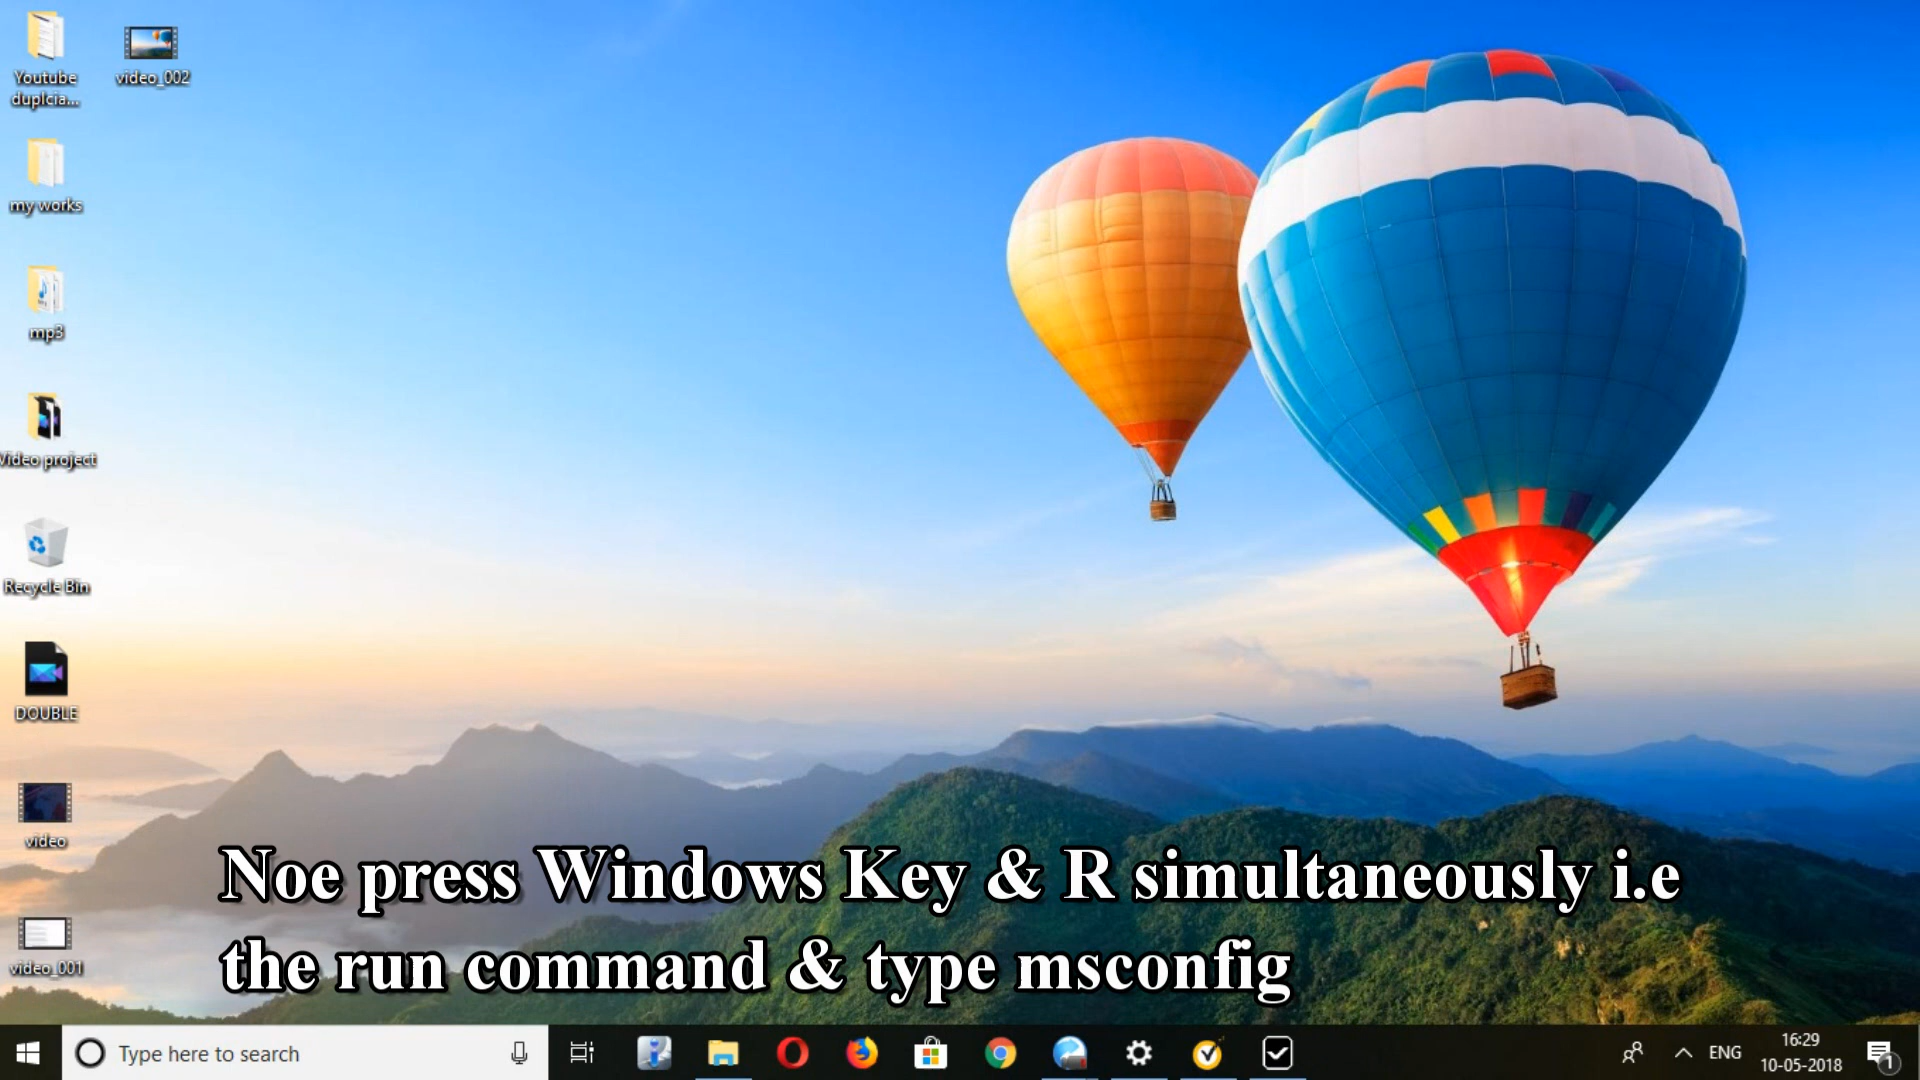 Youtube
duplcia...
video_002
my works
mp3
Video project
Recycle Bin
DOUBLE
video
video_001
Noe press Windows Key & R simultaneously i.e
the run command & type msconfig
Type here to search
ENG
16:29
10-05-2018
1